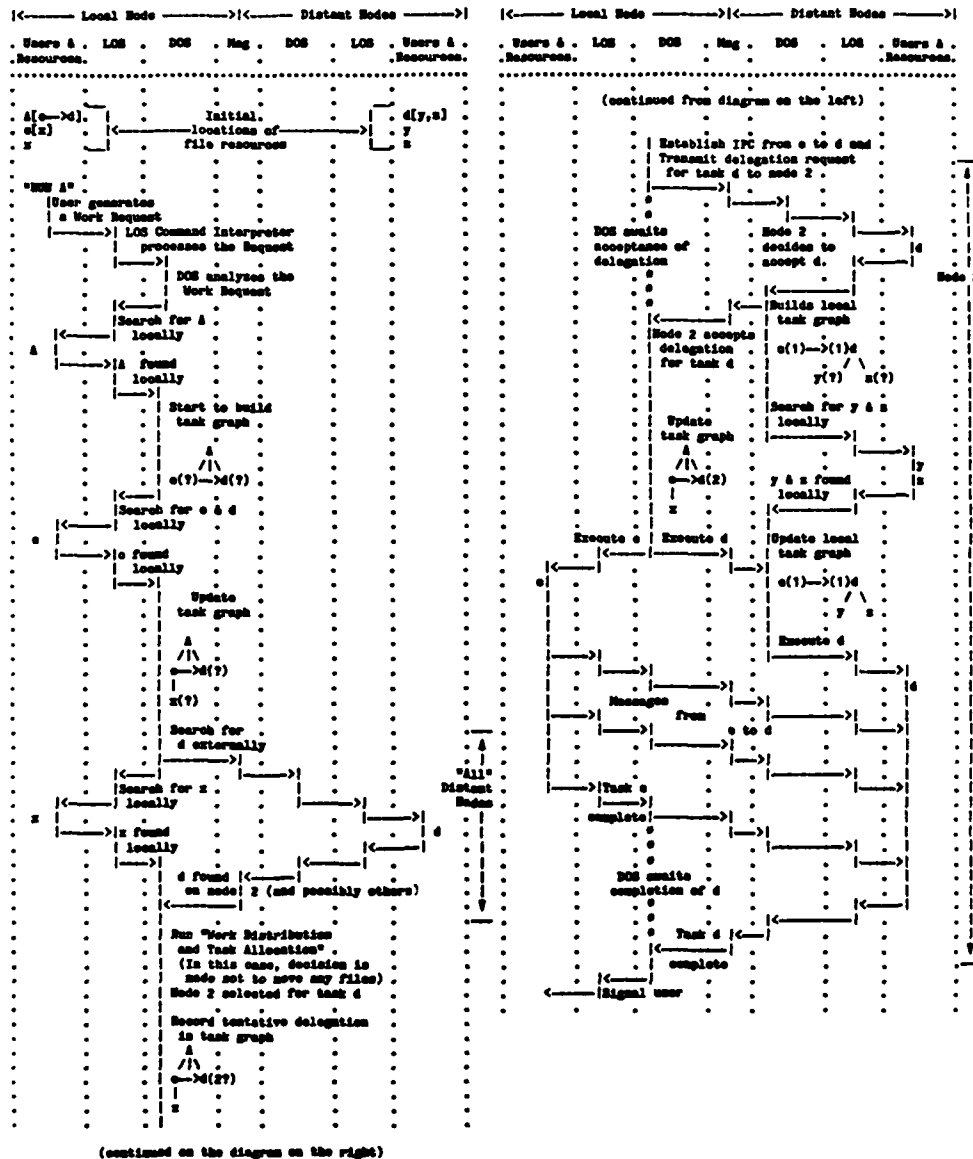 Local Node Distant Nodes
Users & LOS DOS Msg DOS LOS Users &
Resources. Resources.
A[c—>d] Initial d[y,z]
c[x] locations of y
x file resources z
"RUN A"
User generates
a Work Request
LOS Command Interpreter
processes the Request
DOS analyzes the
Work Request
Search for A
locally
A
A found
locally
Start to build
task graph
A
c(?)—>d(?)
Search for c & d
locally
c
c found
locally
Update
task graph
A
c—>d(?)
x(?)
Search for
d externally
"All"
Distant
Nodes
Search for x
locally
x
d
x found
locally
d found
on node 2 (and possibly others)
Run "Work Distribution
and Task Allocation"
(In this case, decision is
made not to move any files)
Node 2 selected for task d
Record tentative delegation
in task graph
A
c—>d(2?)
x
(continued on the diagram on the right)
Local Node Distant Nodes
Users & LOS DOS Msg DOS LOS Users &
Resources. Resources.
(continued from diagram on the left)
Establish IPC from c to d and
Transmit delegation request
for task d to node 2
DOS awaits Node 2 d
acceptance of decides to
delegation accept d.
Node
Builds local
task graph
Node 2 accepts
delegation
for task d
c(1)—>(1)d
y(?) z(?)
Search for y & z
locally
Update
task graph
A
c—>d(2)
x
y
z
y & z found
locally
Execute c Execute d
Update local
task graph
c
c(1)—>(1)d
y z
Execute d
d
Messages
from
c to d
Task c
complete
DOS awaits
completion of d
Task d
complete
Signal user